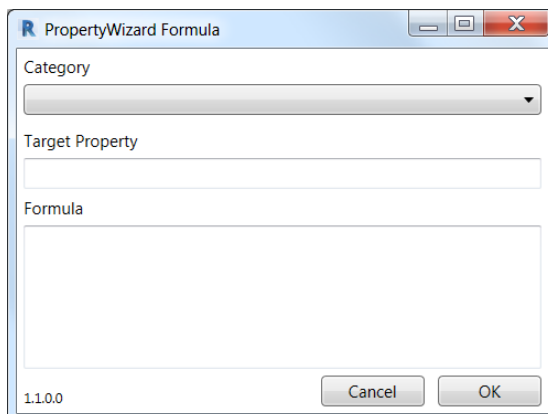 R PropertyWizard Formula
Category
Target Property
Formula
1.1.0.0
Cancel OK